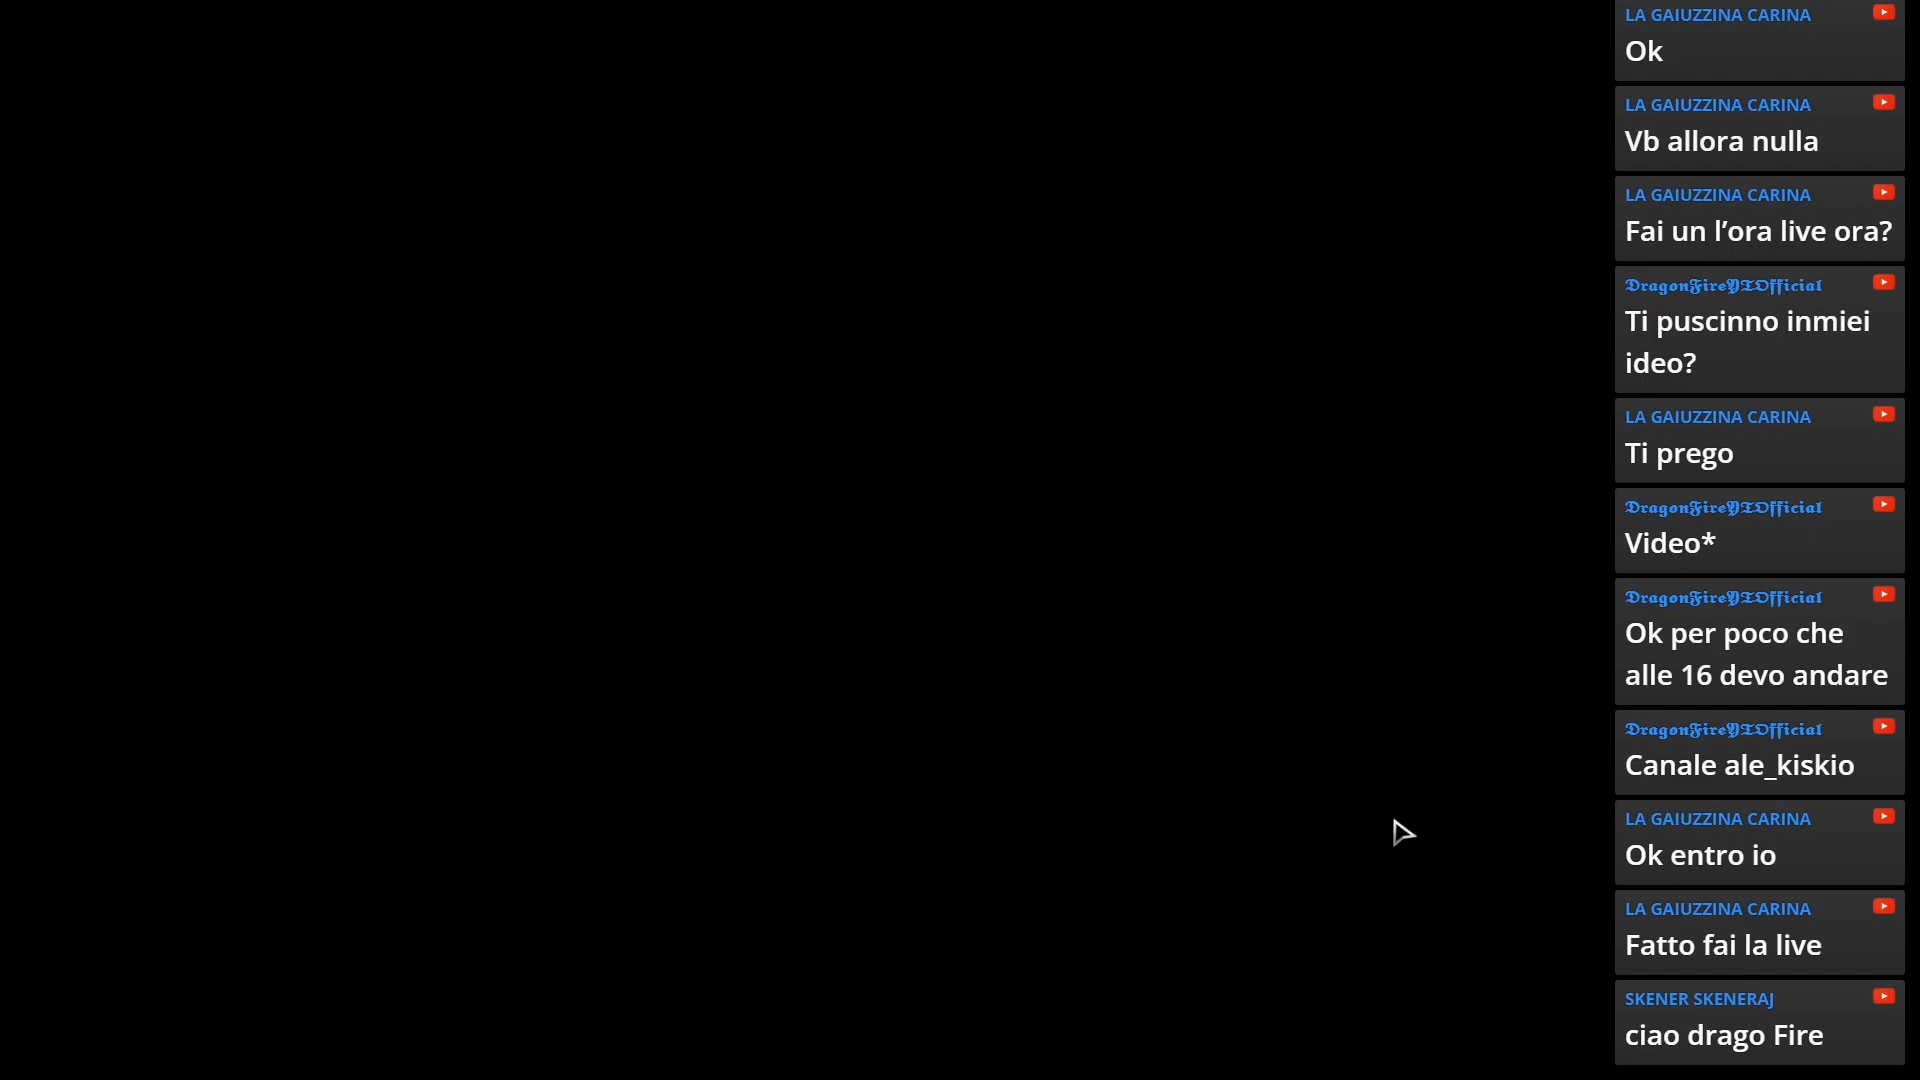 LA GAIUZZINA CARINA
Ok
LA GAIUZZINA CARINA
Vb allora nulla
LA GAIUZZINA CARINA
Fai un l’ora live ora?
𝕯𝖗𝖆𝖌𝖔𝖓𝕱𝖎𝖗𝖊𝖄𝕿𝕺𝖋𝖋𝖎𝖈𝖎𝖆𝖑
Ti puscinno inmiei
ideo?
LA GAIUZZINA CARINA
Ti prego
𝕯𝖗𝖆𝖌𝖔𝖓𝕱𝖎𝖗𝖊𝖄𝕿𝕺𝖋𝖋𝖎𝖈𝖎𝖆𝖑
Video*
𝕯𝖗𝖆𝖌𝖔𝖓𝕱𝖎𝖗𝖊𝖄𝕿𝕺𝖋𝖋𝖎𝖈𝖎𝖆𝖑
Ok per poco che
alle 16 devo andare
𝕯𝖗𝖆𝖌𝖔𝖓𝕱𝖎𝖗𝖊𝖄𝕿𝕺𝖋𝖋𝖎𝖈𝖎𝖆𝖑
Canale ale_kiskio
LA GAIUZZINA CARINA
Ok entro io
LA GAIUZZINA CARINA
Fatto fai la live
SKENER SKENERAJ
ciao drago Fire